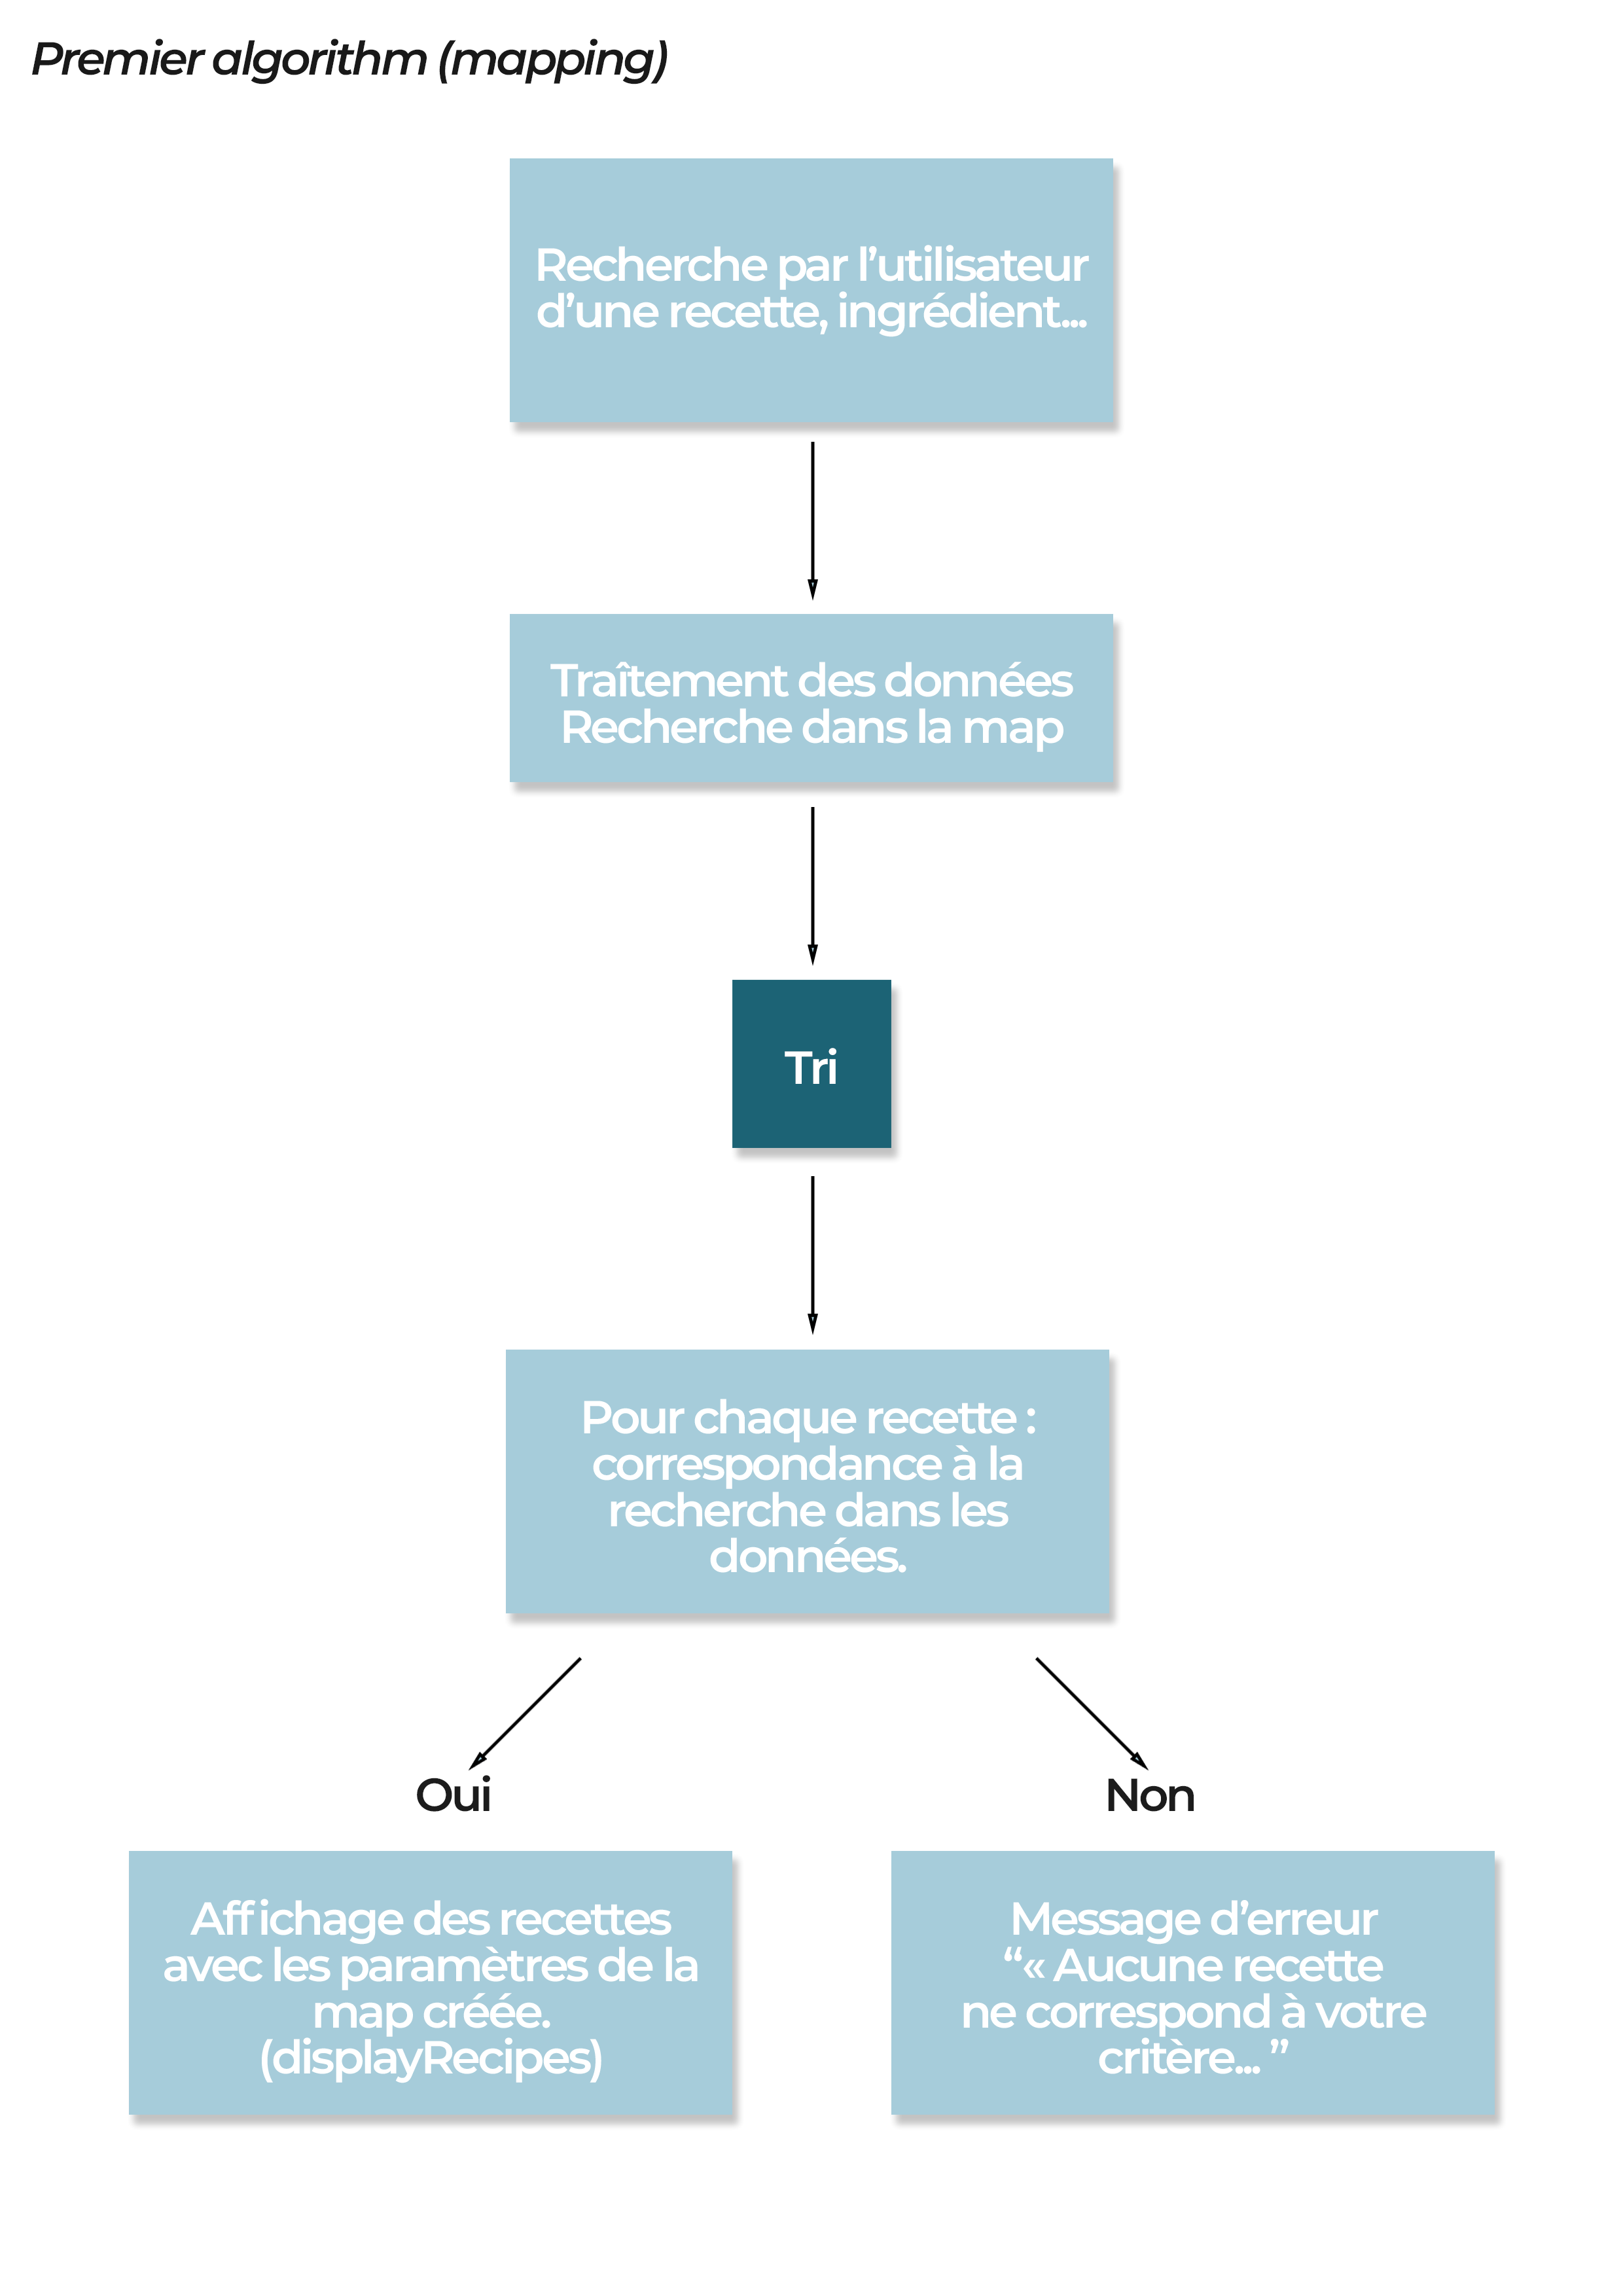 Premier algorithm (mapping)
Recherche par l’utilisateur
d’une recette, ingrédient...
Traîtement des données
Recherche dans la map
Tri
Pour chaque recette :
correspondance à la
recherche dans les
données.
Oui
Non
Affichage des recettes
avec les paramètres de la
map créée.
(displayRecipes)
Message d’erreur
“« Aucune recette
ne correspond à votre
critère... ”